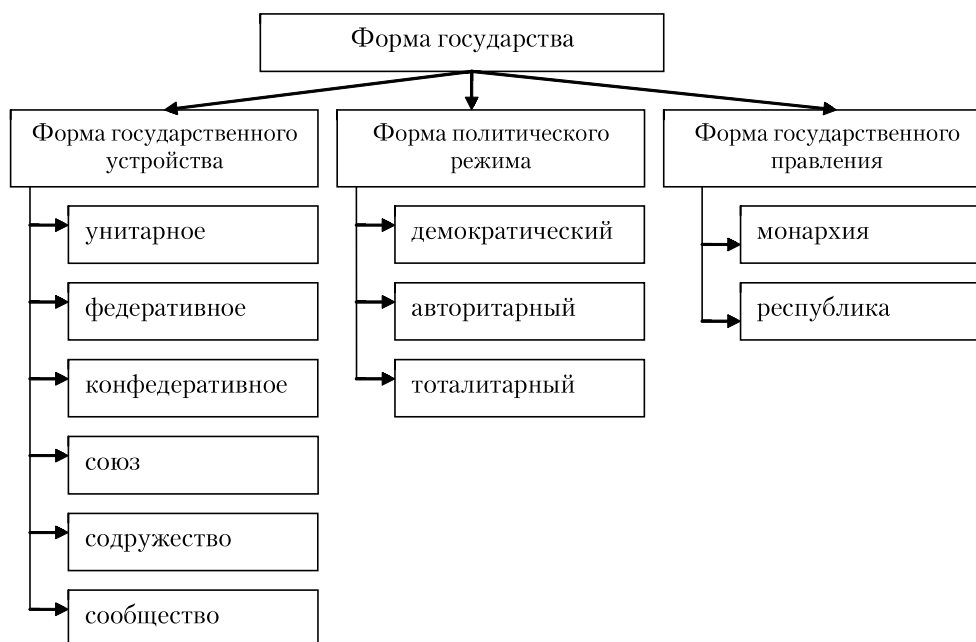 Форма государства
Форма государственного
устройства
унитарное
федеративное
конфедеративное
союз
содружество
сообщество
Форма политического
режима
демократический
авторитарный
тоталитарный
Форма государственного
правления
монархия
республика